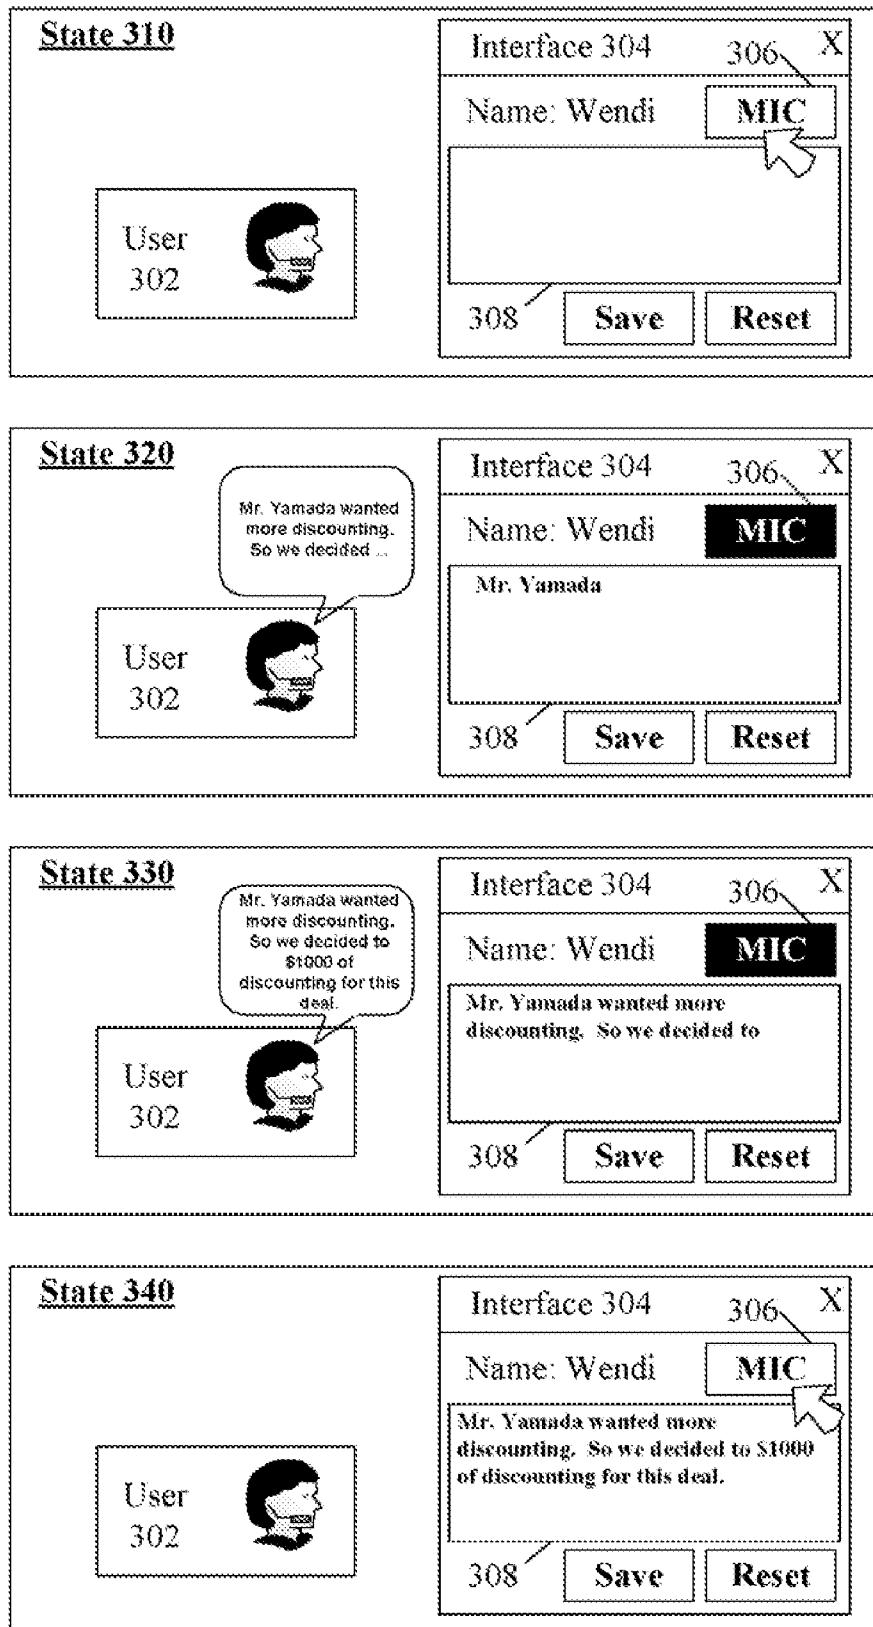 State 310
Interface 304
306
X
Name: Wendi
MIC
User
302
308
Save
Reset
State 320
Mr. Yamada wanted
more discounting.
So we decided ...
Interface 304
306
X
Name: Wendi
MIC
Mr. Yamada
User
302
308
Save
Reset
State 330
Mr. Yamada wanted
more discounting.
So we decided to
$1000 of
discounting for this
deal.
Interface 304
306
X
Name: Wendi
MIC
Mr. Yamada wanted more
discounting. So we decided to
User
302
308
Save
Reset
State 340
Interface 304
306
X
Name: Wendi
MIC
Mr. Yamada wanted more
discounting. So we decided to $1000
of discounting for this deal.
User
302
308
Save
Reset